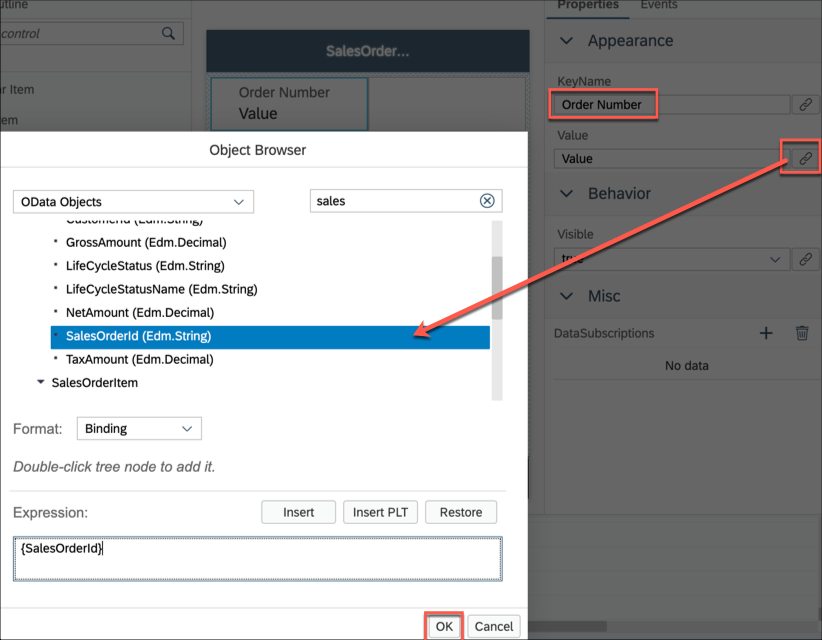 utline
control
r Item
em
SalesOrder...
Order Number
Value
Properties
Events
Appearance
KeyName
Order Number
Value
Value
Behavior
Visible
true
Misc
DataSubscriptions
No data
Object Browser
OData Objects
sales
CustomerId (Edm.String)
GrossAmount (Edm.Decimal)
LifeCycleStatus (Edm.String)
LifeCycleStatusName (Edm.String)
NetAmount (Edm.Decimal)
SalesOrderId (Edm.String)
TaxAmount (Edm.Decimal)
SalesOrderItem
Format:
Binding
Double-click tree node to add it.
Expression:
Insert
Insert PLT
Restore
{SalesOrderId}
OK
Cancel